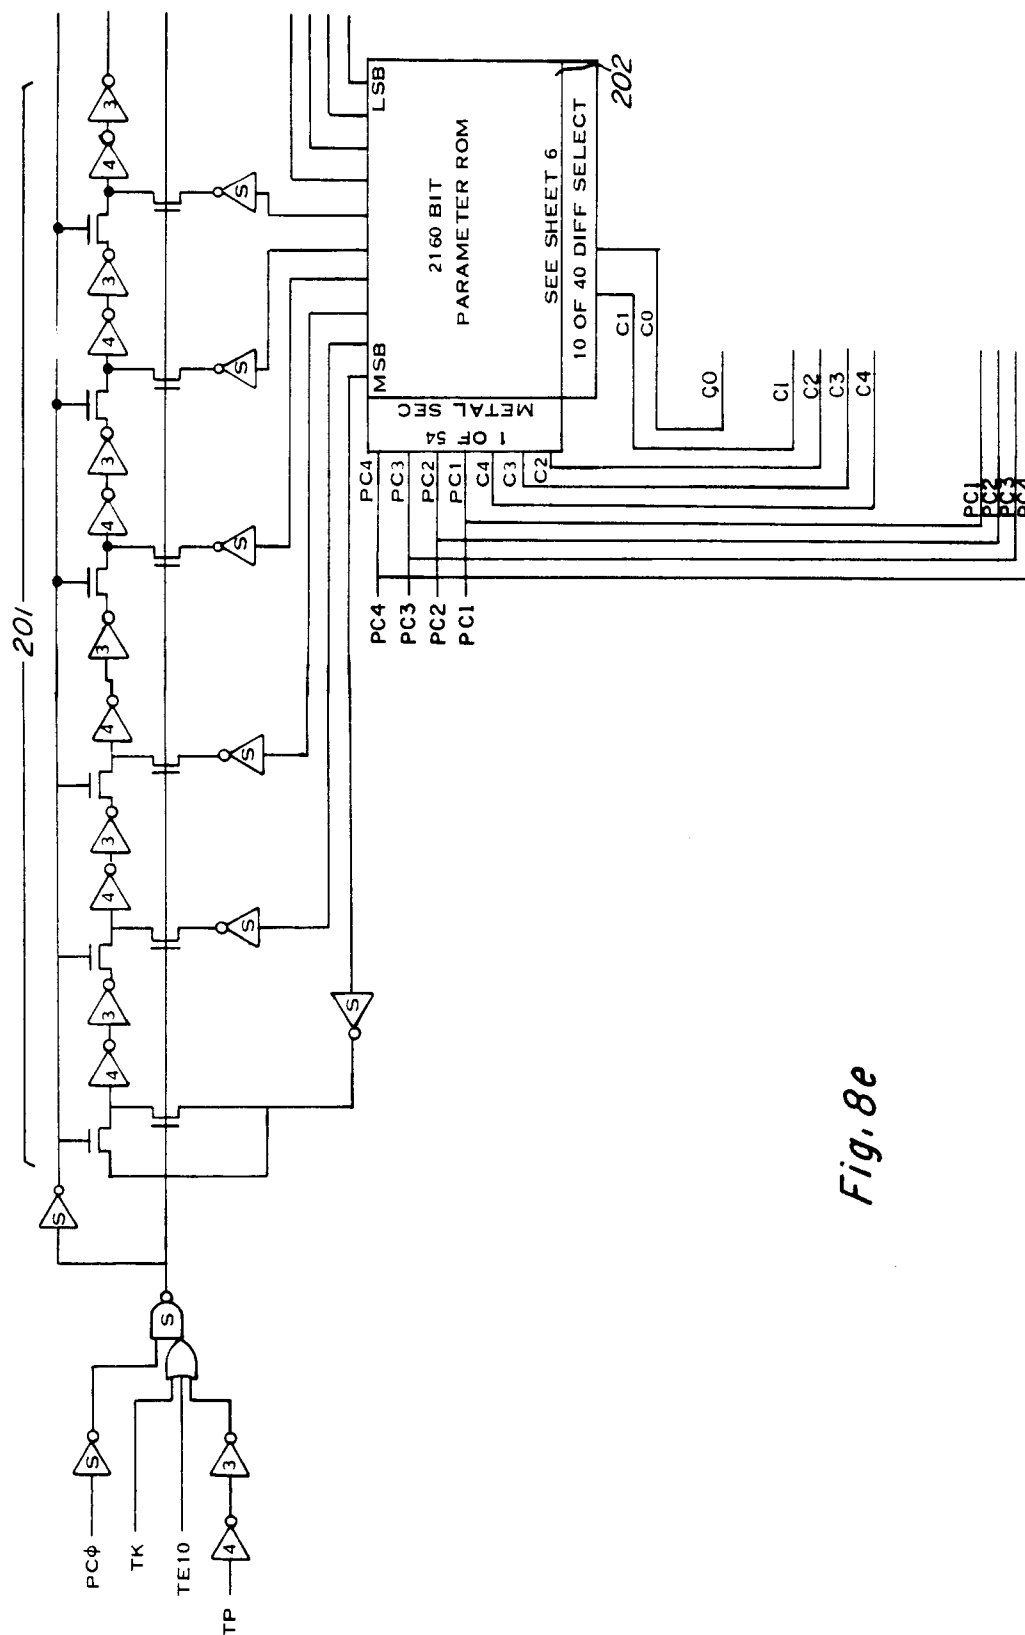 201
S
4
3
4
3
4
3
4
3
4
3
4
3
S
S
S
S
S
S
PCϕ
S
TK
TE10
TP
4
3
S
MSB
LSB
2160 BIT
PARAMETER ROM
SEE SHEET 6
10 OF 40 DIFF SELECT
202
1 OF 54
METAL SEC
PC4
PC3
PC2
PC1
C4
C3
C2
C1
C0
C0
C1
C2
C3
C4
PC4
PC3
PC2
PC1
PC1
PC2
PC3
PC4
Fig. 8e